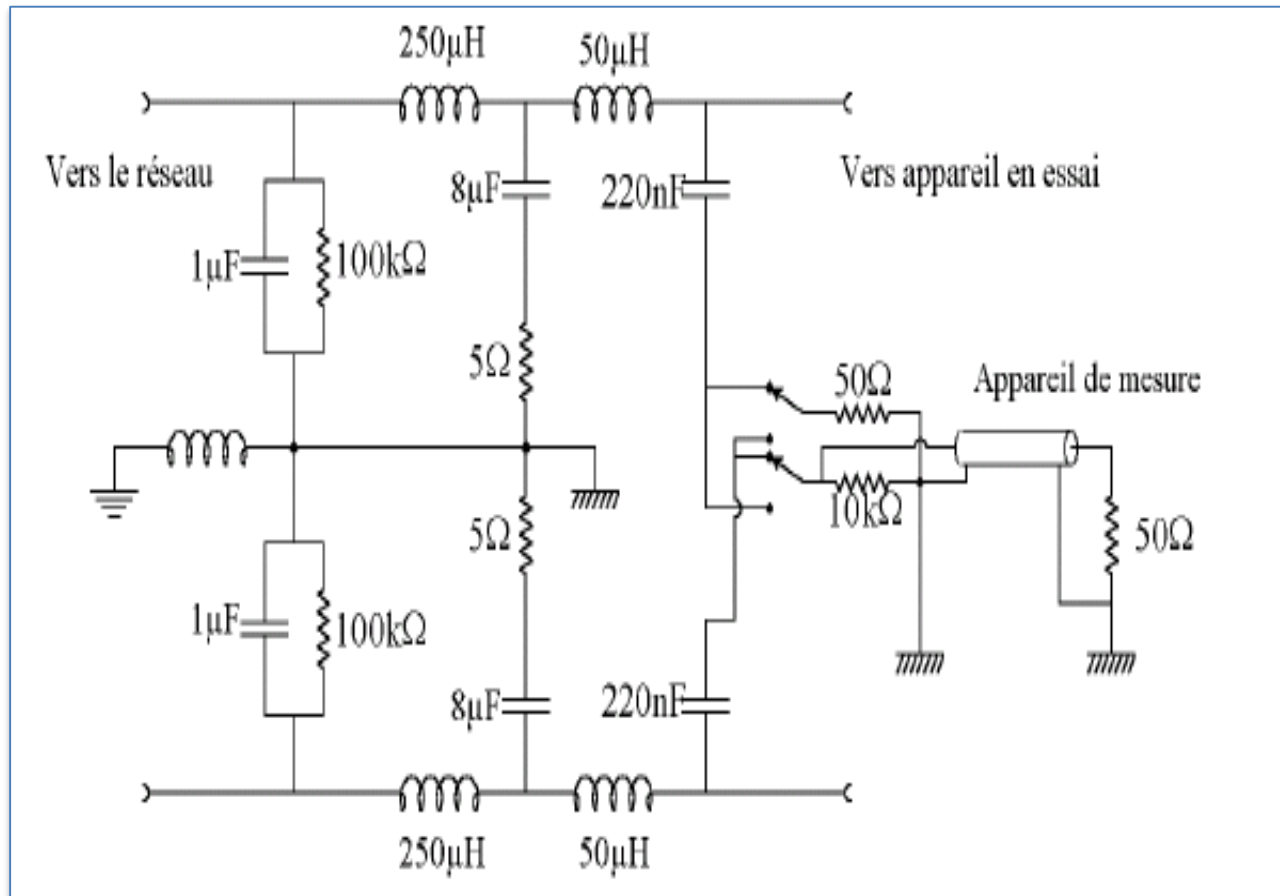 250µH
50µH
Vers le réseau
Vers appareil en essai
8µF
220nF
1µF
100kΩ
5Ω
50Ω
Appareil de mesure
10kΩ
5Ω
50Ω
1µF
100kΩ
8µF
220nF
250µH
50µH